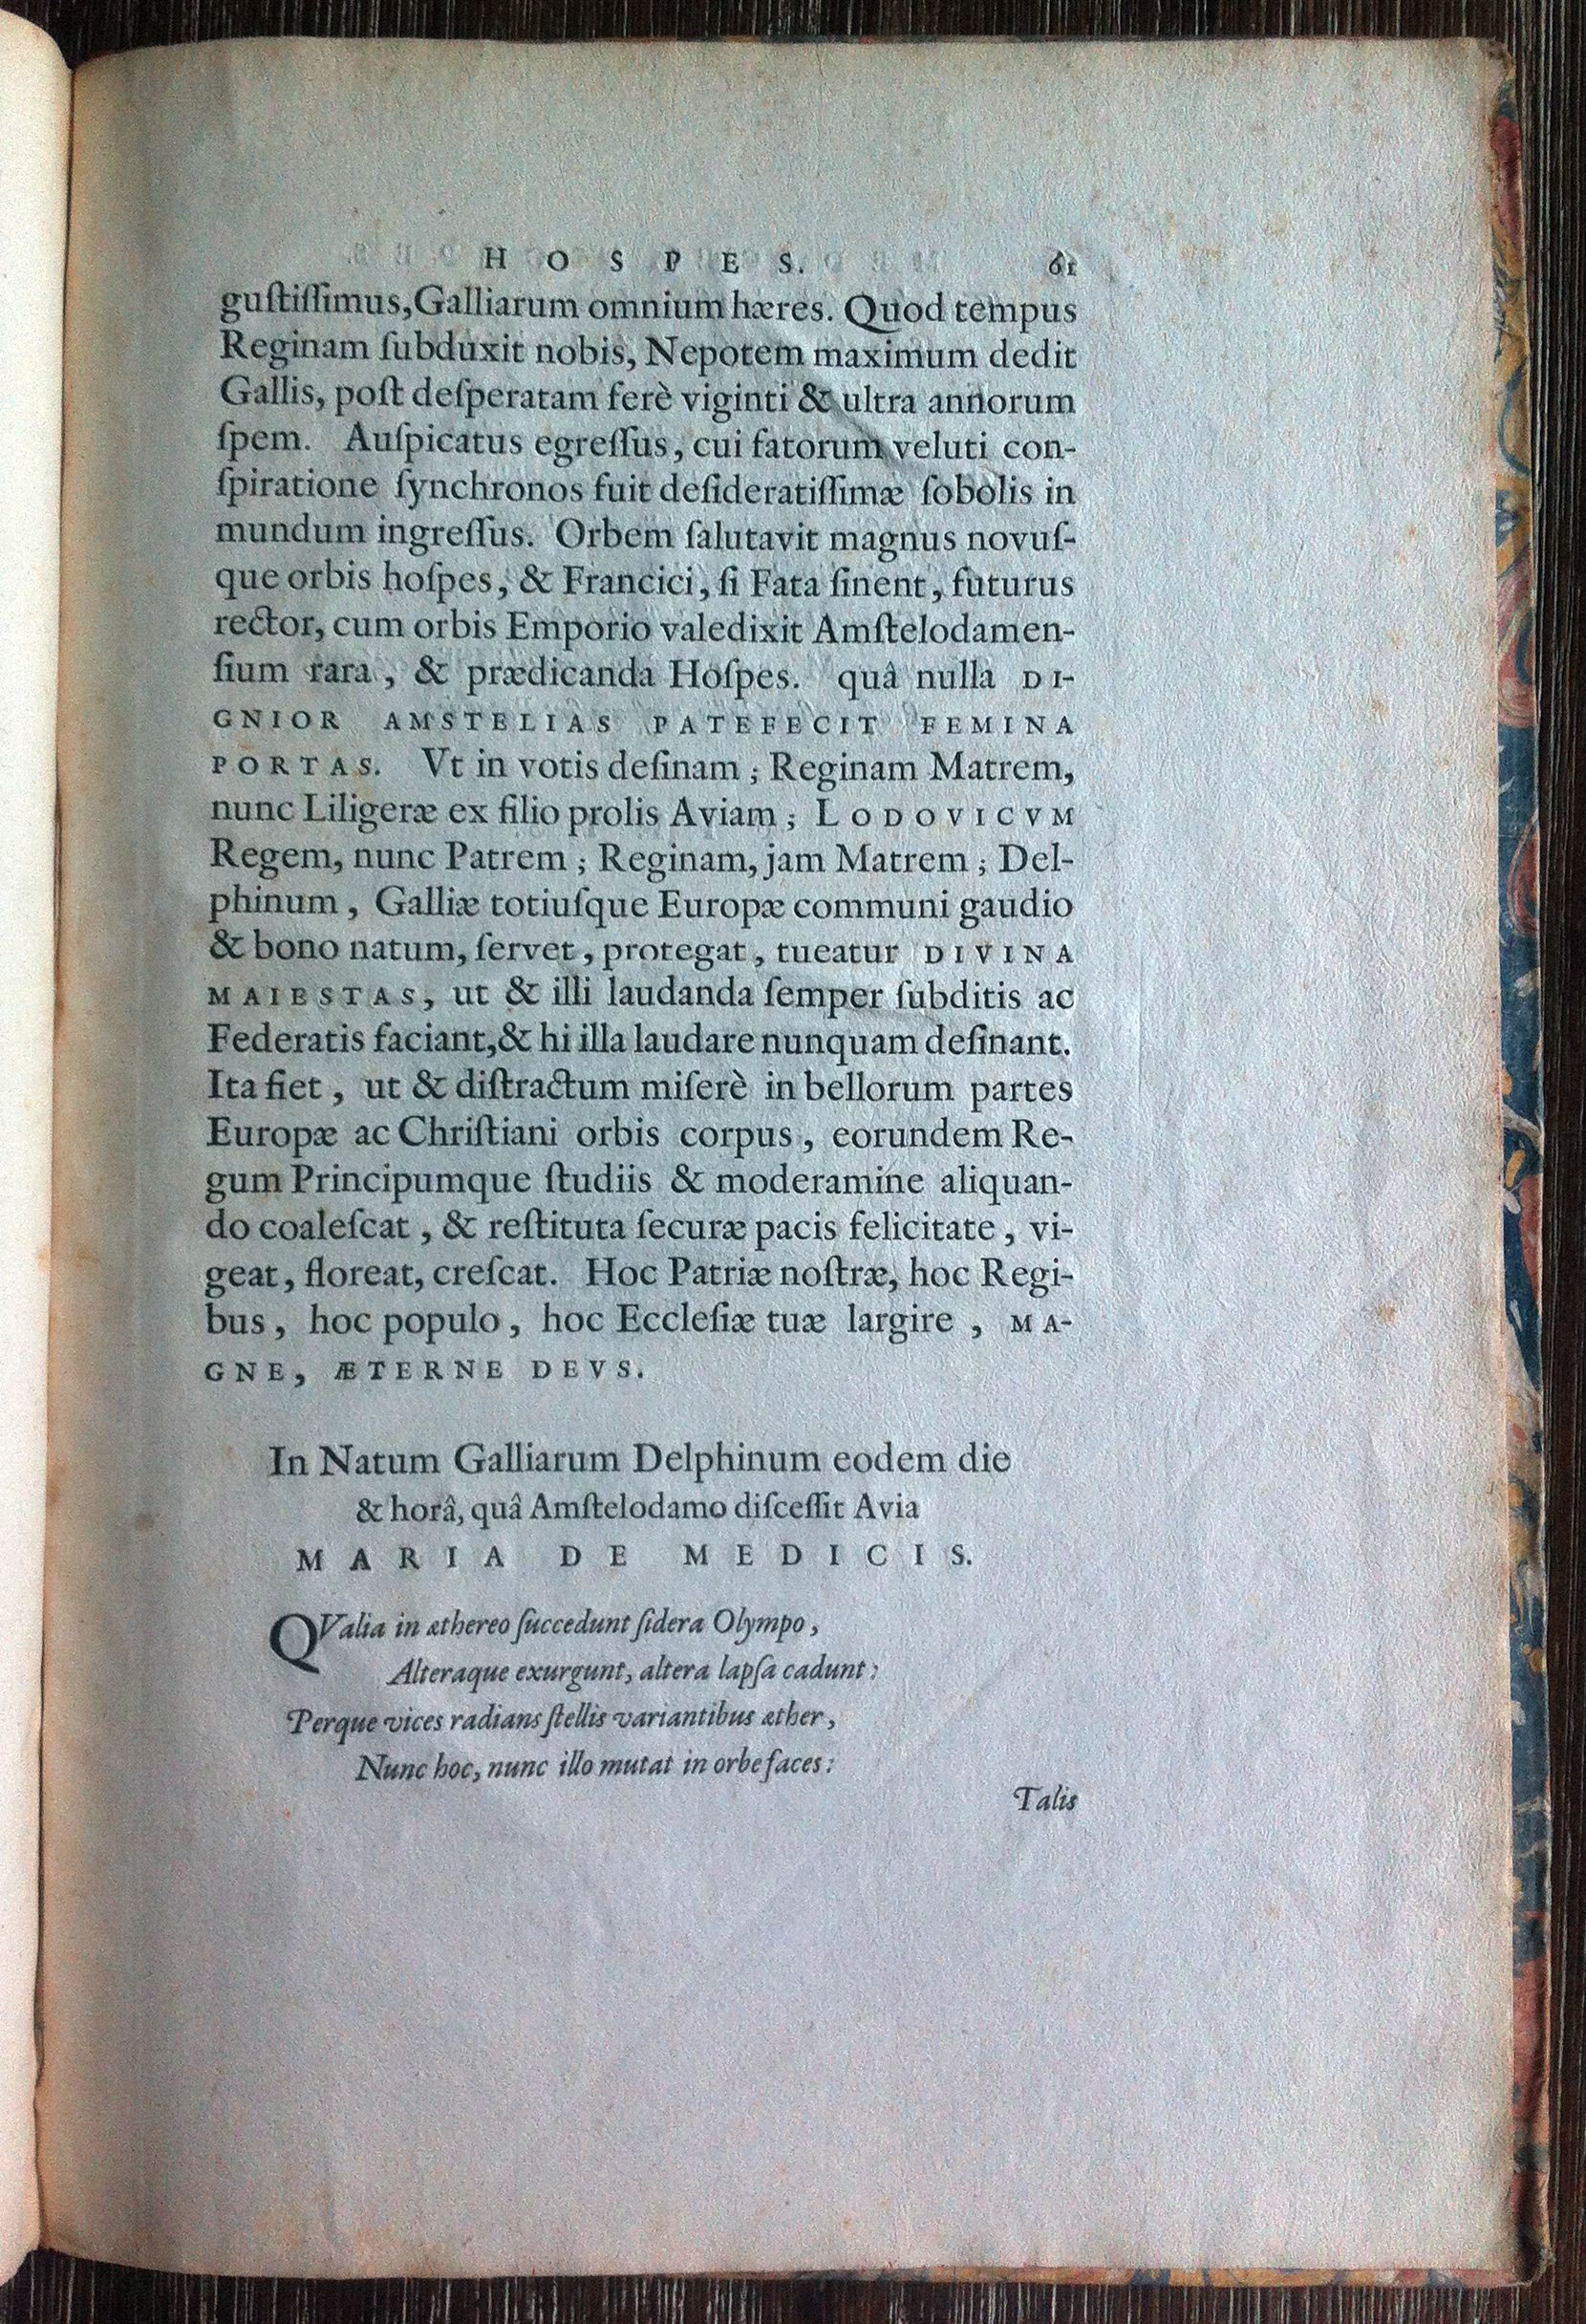 HOSPES. 61
guſtiſſimus, Galliarum omnium hæres. Quod tempus
Reginam ſubduxit nobis, Nepotem maximum dedit
Gallis, poſt deſperatam ferè viginti & ultra annorum
ſpem. Auſpicatus egreſſus, cui fatorum veluti con-
ſpiratione ſynchronos fuit deſideratiſſimæ ſobolis in
mundum ingreſſus. Orbem ſalutavit magnus novuſ-
que orbis hoſpes, & Francici, ſi Fata ſinent, futurus
rector, cum orbis Emporio valedixit Amſtelodamen-
ſium rara, & prædicanda Hoſpes. quâ nulla DI-
GNIOR AMSTELIAS PATEFECIT FEMINA
PORTAS. Vt in votis deſinam; Reginam Matrem,
nunc Liligeræ ex filio prolis Aviam; LODOVICVM
Regem, nunc Patrem; Reginam, jam Matrem; Del-
phinum, Galliæ totiuſque Europæ communi gaudio
& bono natum, ſervet, protegat, tueatur DIVINA
MAIESTAS, ut & illi laudanda ſemper ſubditis ac
Federatis faciant, & hi illa laudare nunquam deſinant.
Ita fiet, ut & diſtractum miſerè in bellorum partes
Europæ ac Chriſtiani orbis corpus, eorundem Re-
gum Principumque ſtudiis & moderamine aliquan-
do coaleſcat, & reſtituta ſecuræ pacis felicitate, vi-
geat, floreat, creſcat. Hoc Patriæ noſtræ, hoc Regi-
bus, hoc populo, hoc Eccleſiæ tuæ largire, MA-
GNE, ÆTERNE DEVS.
In Natum Galliarum Delphinum eodem die
& horâ, quâ Amſtelodamo diſceſſit Avia
MARIA DE MEDICIS.
QValia in æthereo ſuccedunt ſidera Olympo,
Alteraque exurgunt, altera lapſa cadunt:
Perque vices radians ſtellis variantibus æther,
Nunc hoc, nunc illo mutat in orbe faces:
Talis